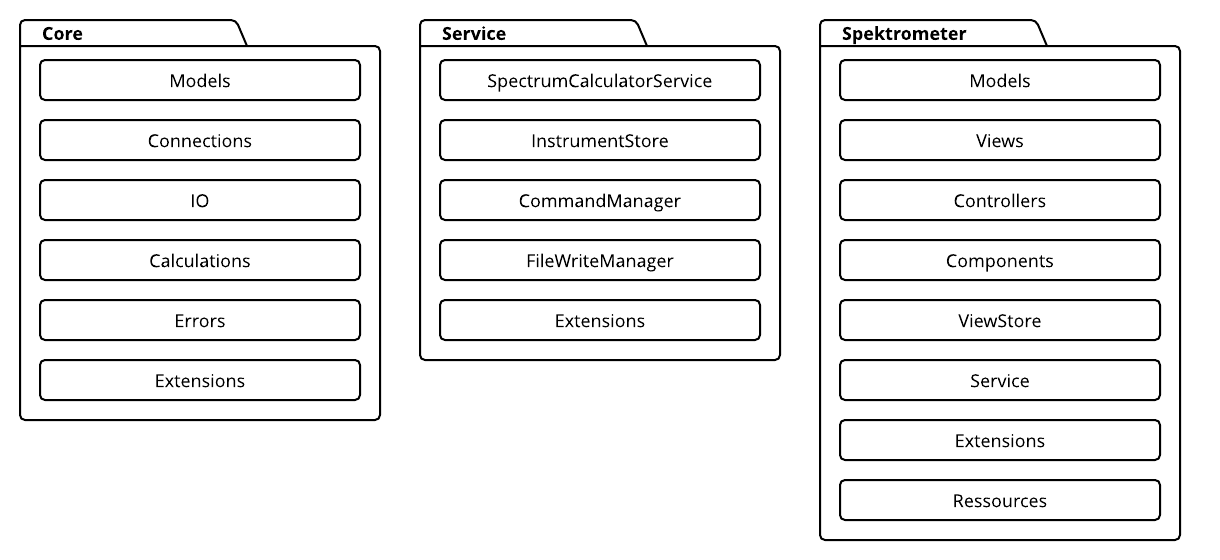 Core
Models
Connections
IO
Calculations
Errors
Extensions
Service
SpectrumCalculatorService
InstrumentStore
CommandManager
FileWriteManager
Extensions
Spektrometer
Models
Views
Controllers
Components
ViewStore
Service
Extensions
Ressources